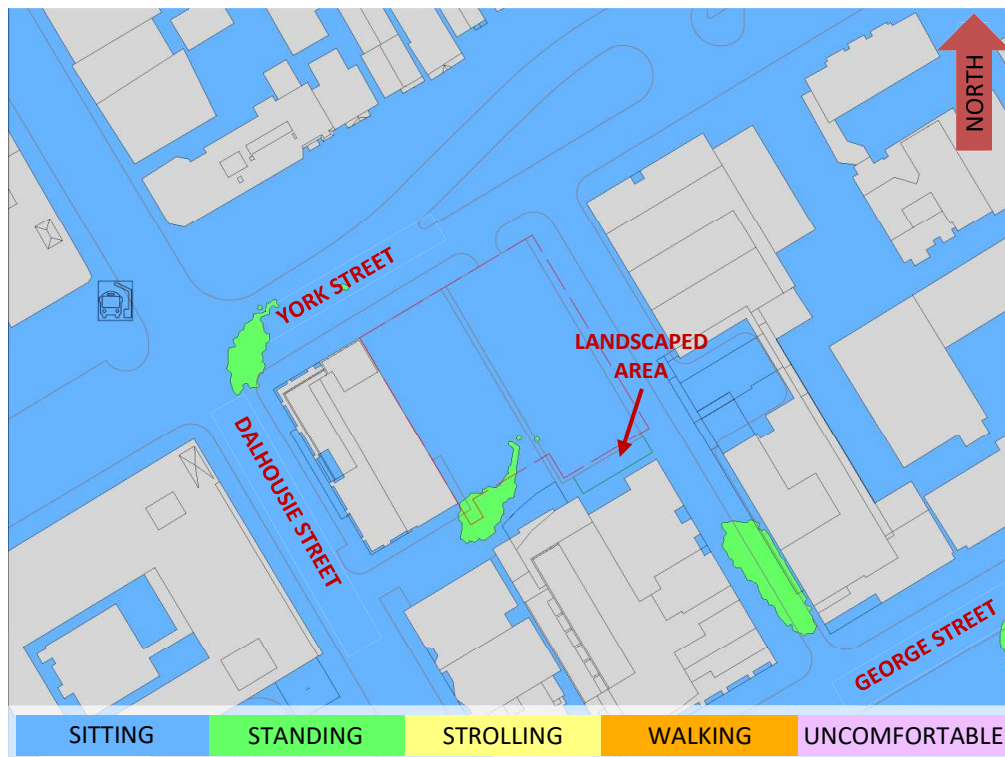 NORTH
YORK STREET
LANDSCAPED
AREA
DALHOUSIE STREET
GEORGE STREET
SITTING
STANDING
STROLLING
WALKING
UNCOMFORTABLE